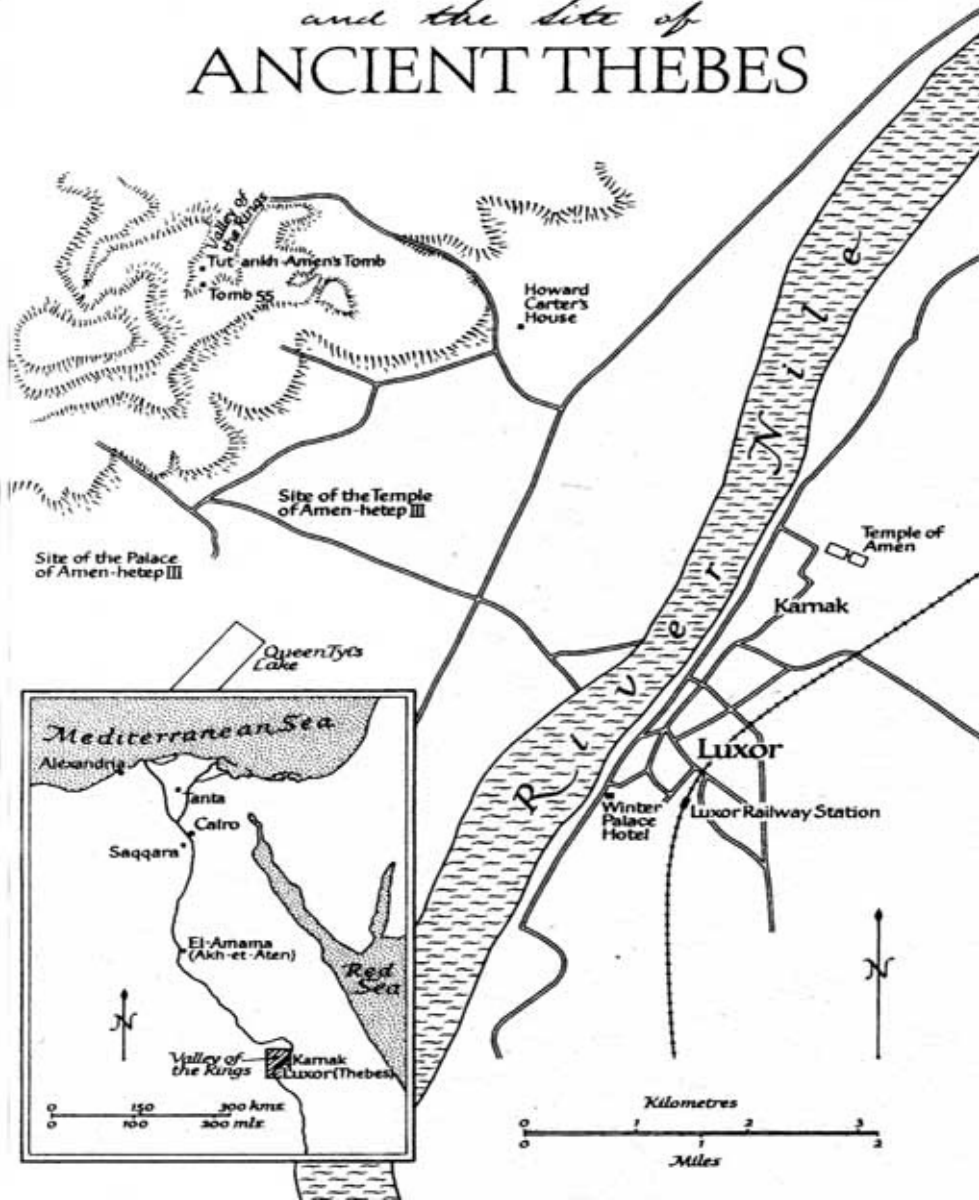 and the site of
ANCIENT THEBES
Valley of
the Kings
Tut ankh-Amen's Tomb
Tomb 55
Howard
Carter's
House
River Nile
Site of the Temple
of Amen-hetep III
Site of the Palace
of Amen-hetep III
Temple of
Amen
Karnak
Queen Tyi's
Lake
Luxor
Winter
Palace
Hotel
Luxor Railway Station
N
Kilometres
0 1 2 3
0 1 2
Miles
Mediterranean Sea
Alexandria
Tanta
Cairo
Saqqara
El-Amarna
(Akh-et-Aten)
Red
Sea
N
Valley of
the Kings
Karnak
Luxor (Thebes)
0 150 300 kms
0 100 200 mls